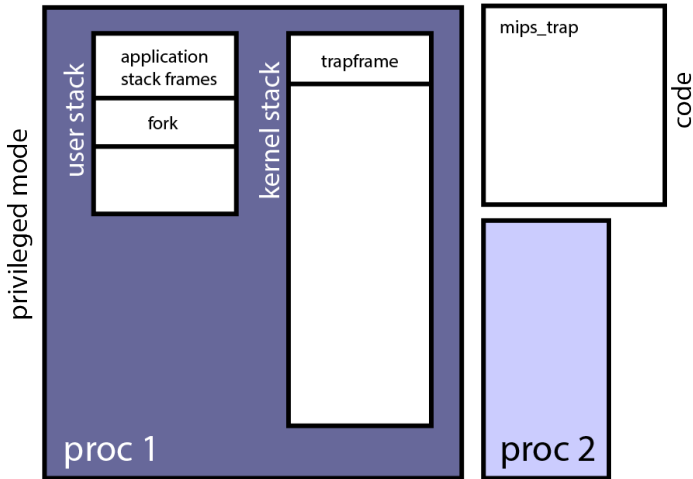 privileged mode
user stack
application
stack frames
fork
kernel stack
trapframe
proc 1
mips_trap
code
proc 2